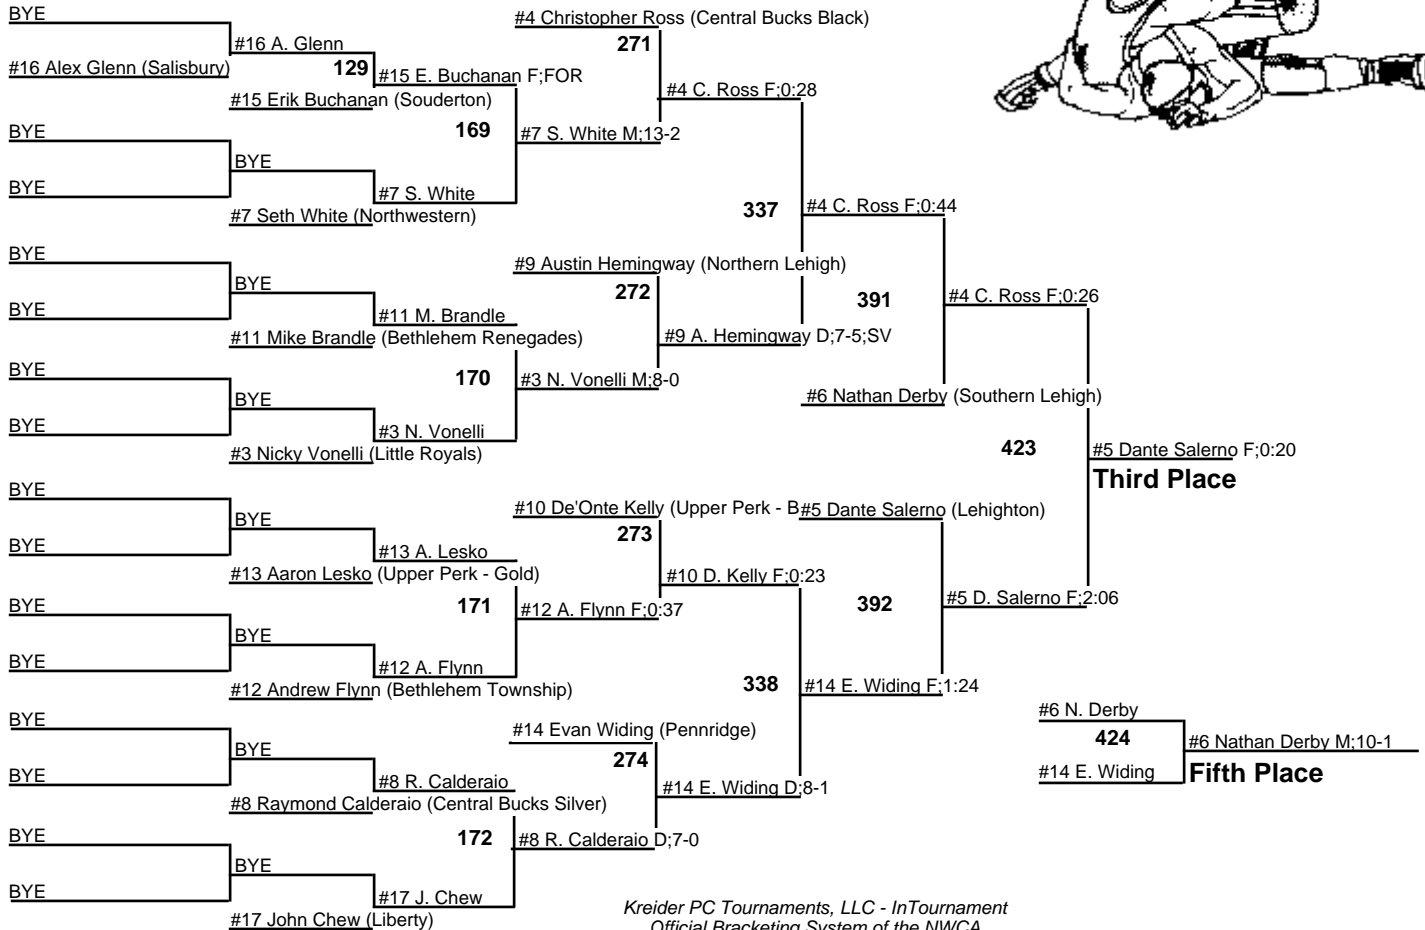 BYE
#4 Christopher Ross (Central Bucks Black)
#16 A. Glenn
271
#16 Alex Glenn (Salisbury)
129
#15 E. Buchanan F;FOR
#4 C. Ross F;0:28
#15 Erik Buchanan (Souderton)
BYE
169
#7 S. White M;13-2
BYE
BYE
#7 S. White
#7 Seth White (Northwestern)
337
#4 C. Ross F;0:44
BYE
#9 Austin Hemingway (Northern Lehigh)
BYE
272
391
#4 C. Ross F;0:26
BYE
#11 M. Brandle
#11 Mike Brandle (Bethlehem Renegades)
#9 A. Hemingway D;7-5;SV
BYE
170
#3 N. Vonelli M;8-0
BYE
#6 Nathan Derby (Southern Lehigh)
BYE
#3 N. Vonelli
#3 Nicky Vonelli (Little Royals)
423
#5 Dante Salerno F;0:20
Third Place
BYE
#10 De'Onte Kelly (Upper Perk - B
#5 Dante Salerno (Lehighton)
BYE
273
BYE
#13 A. Lesko
#13 Aaron Lesko (Upper Perk - Gold)
#10 D. Kelly F;0:23
BYE
171
#12 A. Flynn F;0:37
392
#5 D. Salerno F;2:06
BYE
BYE
#12 A. Flynn
#12 Andrew Flynn (Bethlehem Township)
338
#14 E. Widing F;1:24
BYE
#14 Evan Widing (Pennridge)
#6 N. Derby
BYE
274
424
#6 Nathan Derby M;10-1
BYE
#8 R. Calderaio
#14 E. Widing D;8-1
#14 E. Widing
Fifth Place
#8 Raymond Calderaio (Central Bucks Silver)
BYE
172
#8 R. Calderaio D;7-0
BYE
BYE
#17 J. Chew
#17 John Chew (Liberty)
Kreider PC Tournaments, LLC - InTournament
Official Bracketing System of the NWCA